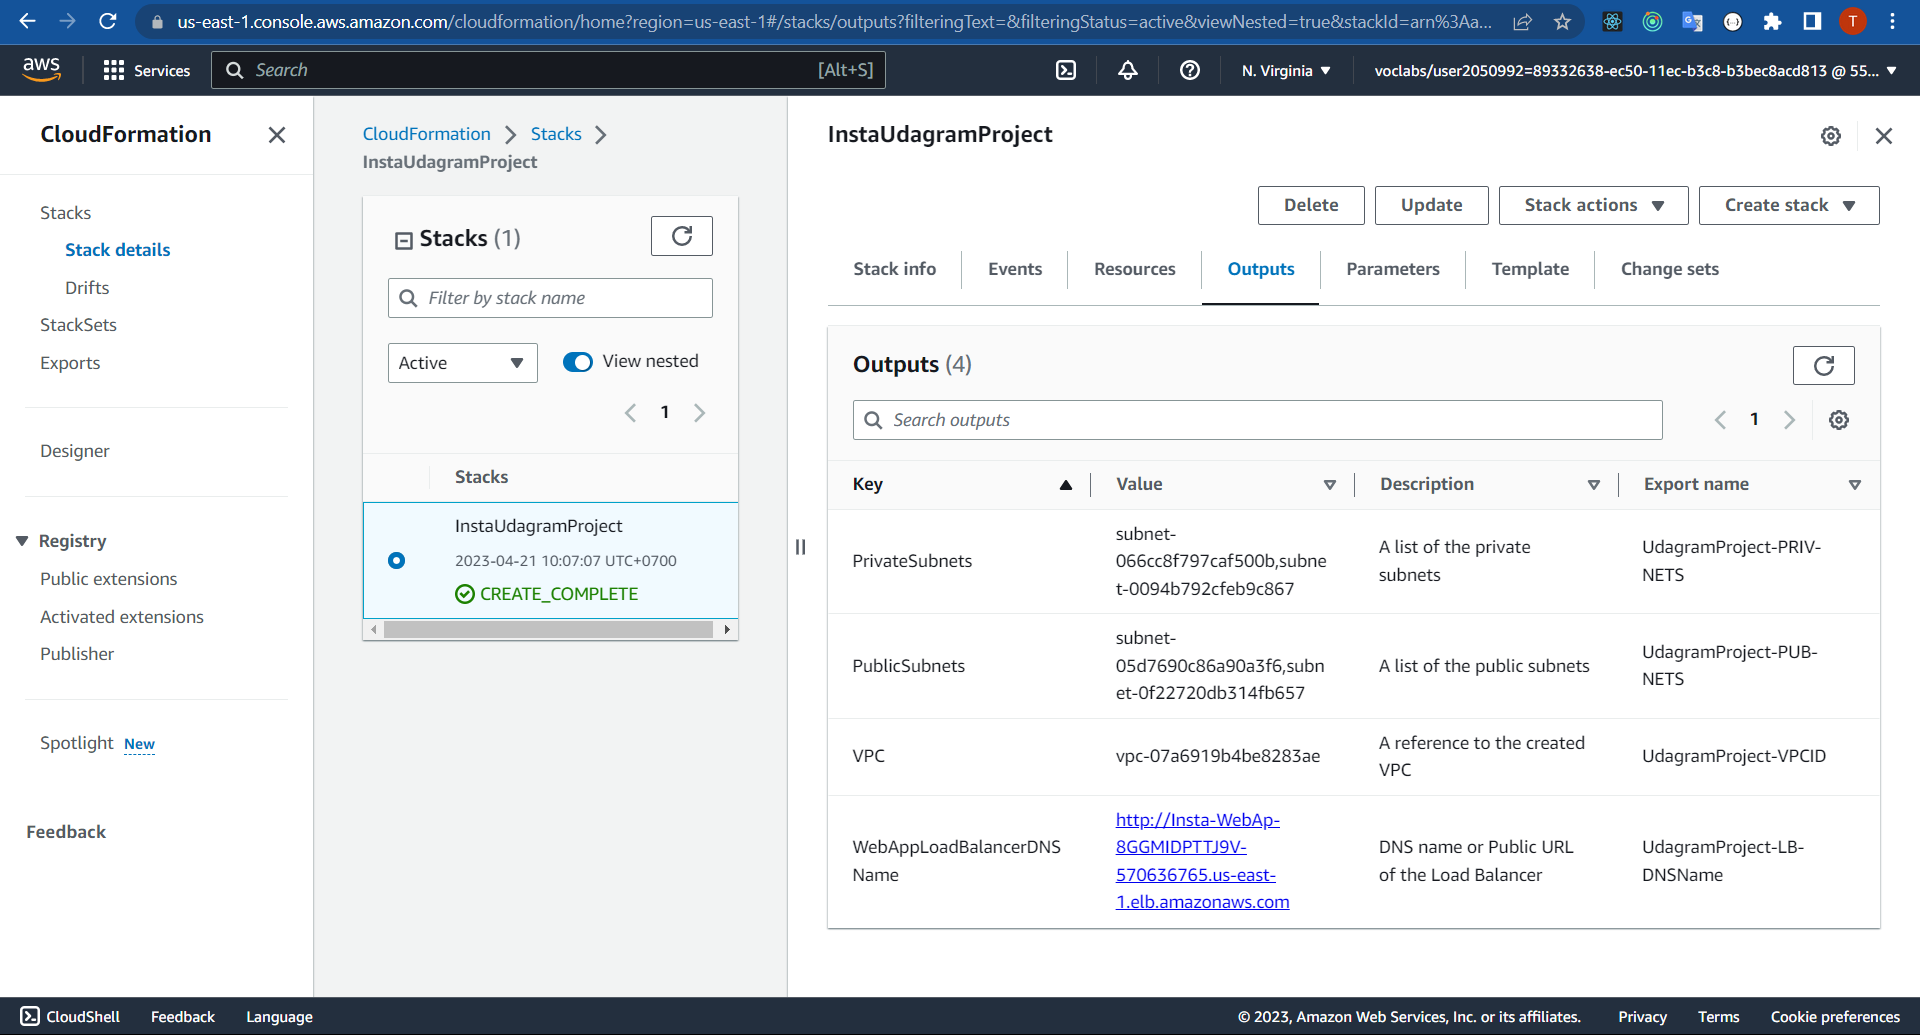 us-east-1.console.aws.amazon.com/cloudformation/home?region=us-east-1#/stacks/outputs?filteringText=&filteringStatus=active&viewNested=true&stackId=arn%3Aa...
T
aws
Services
Search
[Alt+S]
N. Virginia
voclabs/user2050992=89332638-ec50-11ec-b3c8-b3bec8acd813 @ 55...
CloudFormation
Stacks
Stack details
Drifts
StackSets
Exports
Designer
Registry
Public extensions
Activated extensions
Publisher
Spotlight New
Feedback
CloudFormation
Stacks
InstaUdagramProject
Stacks (1)
Filter by stack name
Active
View nested
1
Stacks
InstaUdagramProject
2023-04-21 10:07:07 UTC+0700
CREATE_COMPLETE
InstaUdagramProject
Delete
Update
Stack actions
Create stack
Stack info
Events
Resources
Outputs
Parameters
Template
Change sets
Outputs (4)
Search outputs
1
Key
Value
Description
Export name
PrivateSubnets
subnet-
066cc8f797caf500b,subne
t-0094b792cfeb9c867
A list of the private
subnets
UdagramProject-PRIV-
NETS
PublicSubnets
subnet-
05d7690c86a90a3f6,subn
et-0f22720db314fb657
A list of the public subnets
UdagramProject-PUB-
NETS
VPC
vpc-07a6919b4be8283ae
A reference to the created
VPC
UdagramProject-VPCID
WebAppLoadBalancerDNS
Name
http://Insta-WebAp-
8GGMIDPTTJ9V-
570636765.us-east-
1.elb.amazonaws.com
DNS name or Public URL
of the Load Balancer
UdagramProject-LB-
DNSName
CloudShell
Feedback
Language
© 2023, Amazon Web Services, Inc. or its affiliates.
Privacy
Terms
Cookie preferences